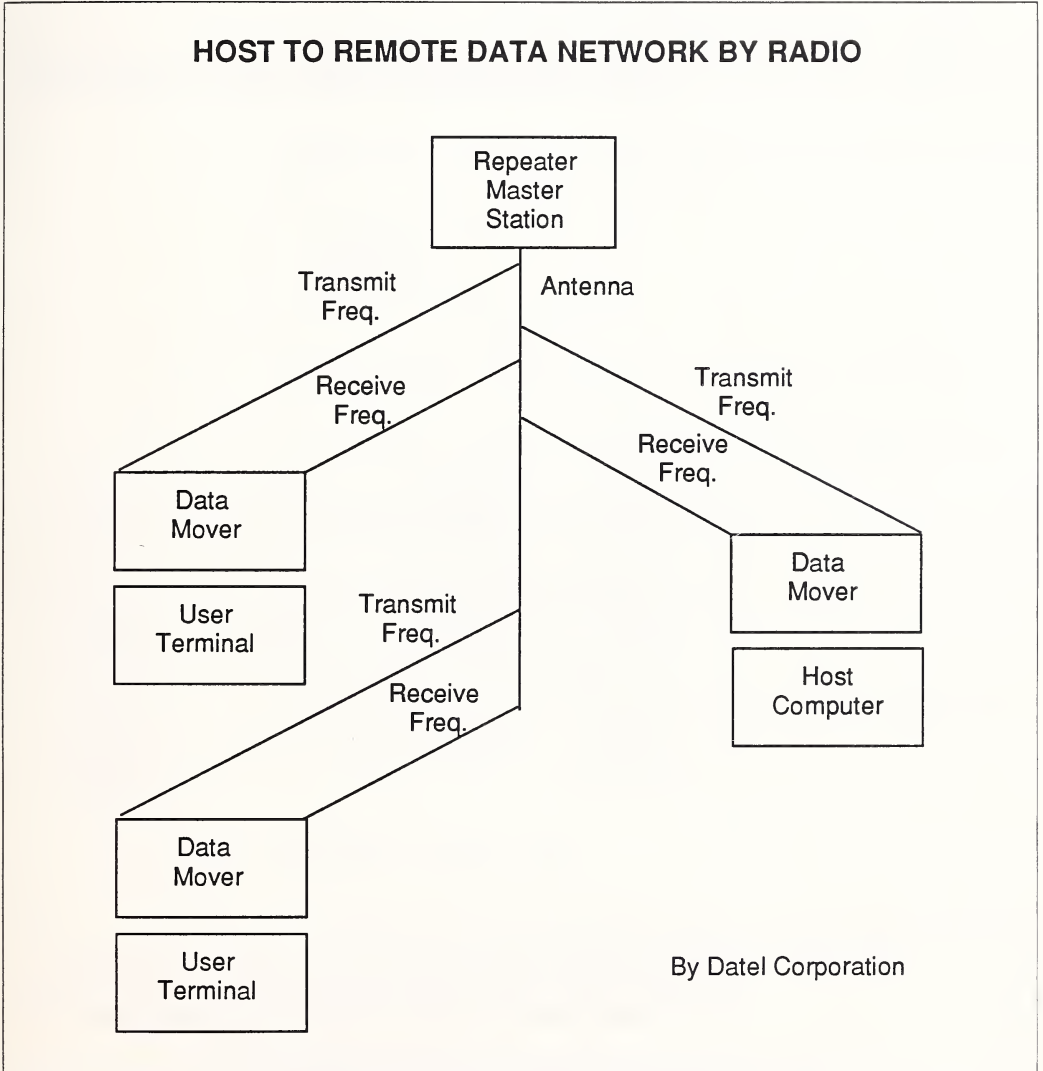 HOST TO REMOTE DATA NETWORK BY RADIO
Repeater
Master
Station
Transmit
Freq.
Antenna
Receive
Freq.
Transmit
Freq.
Receive
Freq.
Data
Mover
User
Terminal
Data
Mover
Host
Computer
Transmit
Freq.
Receive
Freq.
Data
Mover
User
Terminal
By Datel Corporation